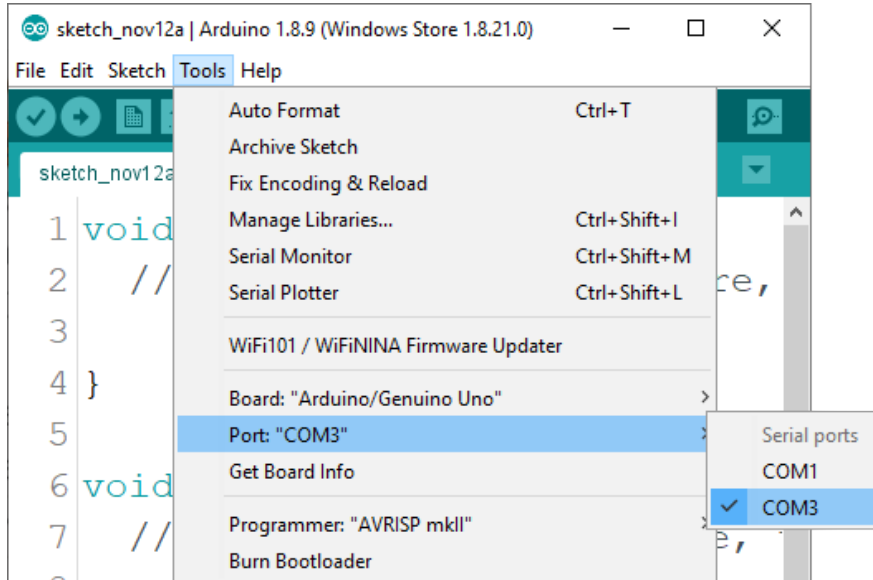 sketch_nov12a | Arduino 1.8.9 (Windows Store 1.8.21.0)
File Edit Sketch Tools Help
Auto Format Ctrl+T
Archive Sketch
sketch_nov12a
Fix Encoding & Reload
Manage Libraries... Ctrl+Shift+I
1 void
Serial Monitor Ctrl+Shift+M
2 //
Serial Plotter Ctrl+Shift+L
3
WiFi101 / WiFiNINA Firmware Updater
4 }
Board: "Arduino/Genuino Uno"
Port: "COM3"
5
Serial ports
Get Board Info
COM1
6 void
COM3
Programmer: "AVRISP mkII"
7 //
Burn Bootloader